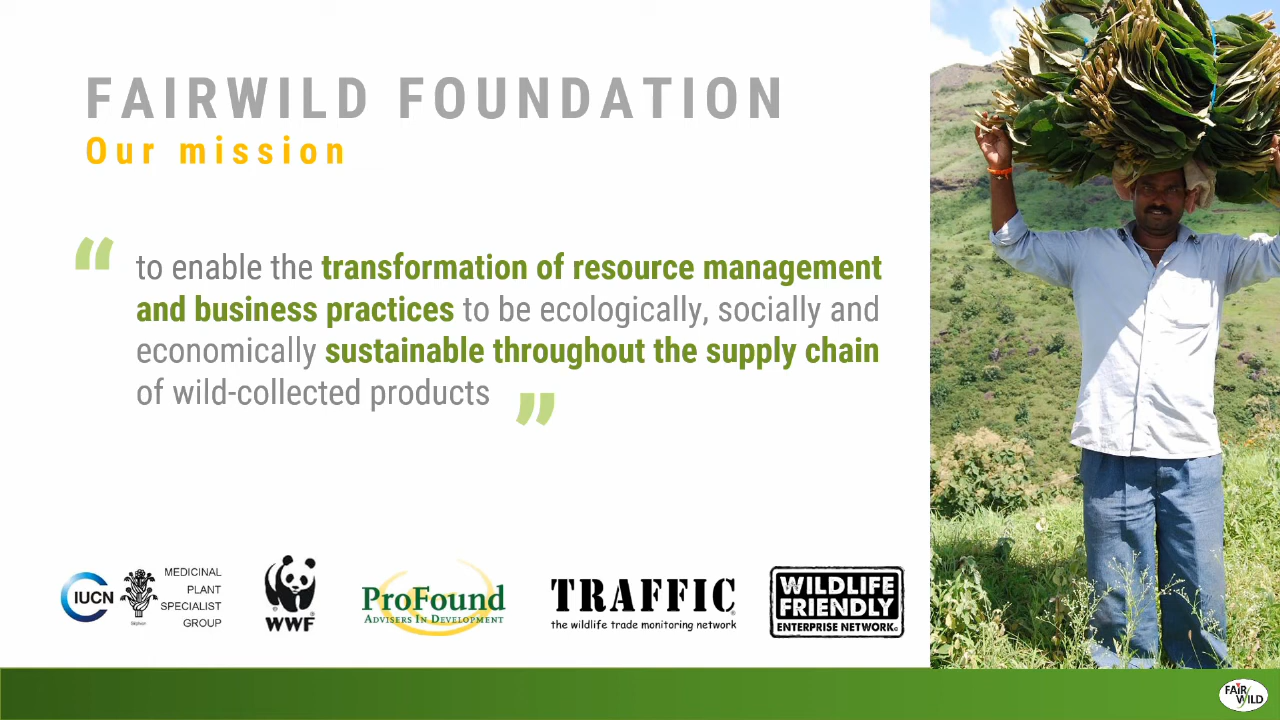 FAIRWILD FOUNDATION
Our mission
“ to enable the transformation of resource management
and business practices to be ecologically, socially and
economically sustainable throughout the supply chain
of wild-collected products ”
IUCN
MEDICINAL
PLANT
SPECIALIST
GROUP
WWF
ProFound
ADVISERS IN DEVELOPMENT
TRAFFIC
the wildlife trade monitoring network
WILDLIFE
FRIENDLY
ENTERPRISE NETWORK
FAIR
WILD